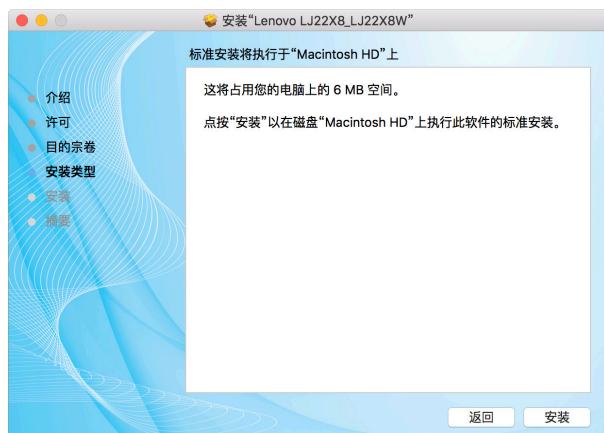 安装“Lenovo LJ22X8_LJ22X8W”
标准安装将执行于“Macintosh HD”上
介绍
许可
目的宗卷
安装类型
安装
摘要
这将占用您的电脑上的 6 MB 空间。
点按“安装”以在磁盘“Macintosh HD”上执行此软件的标准安装。
返回
安装